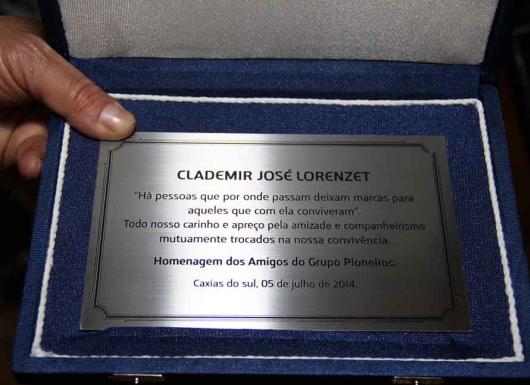 CLADEMIR JOSÉ LORENZET
"Há pessoas que por onde passam deixam marcas para
aqueles que com ela conviveram".
Todo nosso carinho e apreço pela amizade e companheirismo
mutuamente trocados na nossa convivência.
Homenagem dos Amigos do Grupo Pioneiros.
Caxias do sul, 05 de julho de 2014.